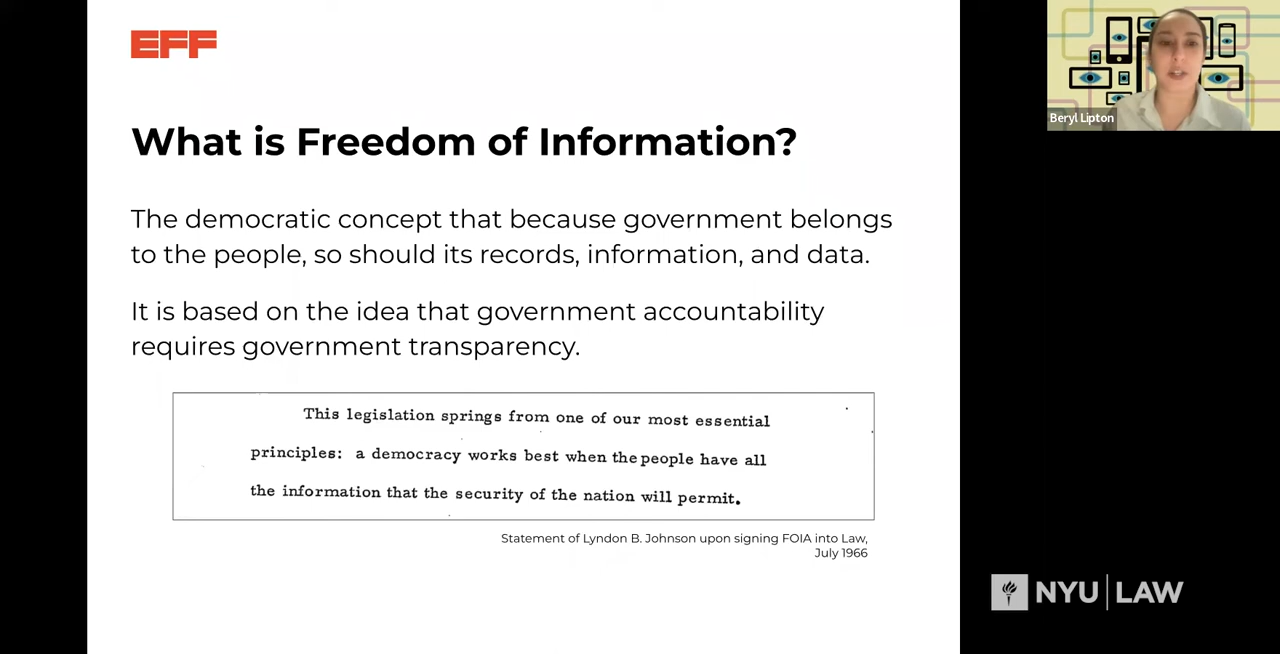 EFF
What is Freedom of Information?
The democratic concept that because government belongs
to the people, so should its records, information, and data.
It is based on the idea that government accountability
requires government transparency.
This legislation springs from one of our most essential
principles: a democracy works best when the people have all
the information that the security of the nation will permit.
Statement of Lyndon B. Johnson upon signing FOIA into Law,
July 1966
Beryl Lipton
NYU | LAW